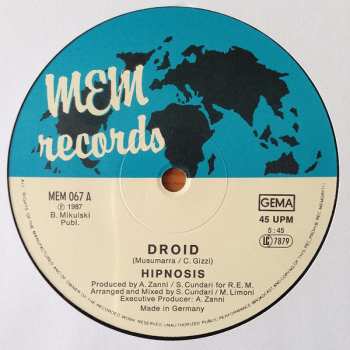 MEM
records
MEM 067 A
℗ 1987
B. Mikulski
Publ.
GEMA
45 UPM
5:45
LC 7879
DROID
(Musumarra / C. Gizzi)
HIPNOSIS
Produced by A. Zanni / S. Cundari for R.E.M.
Arranged and Mixed by S. Cundari / M. Limoni
Executive Producer: A. Zanni
Made in Germany